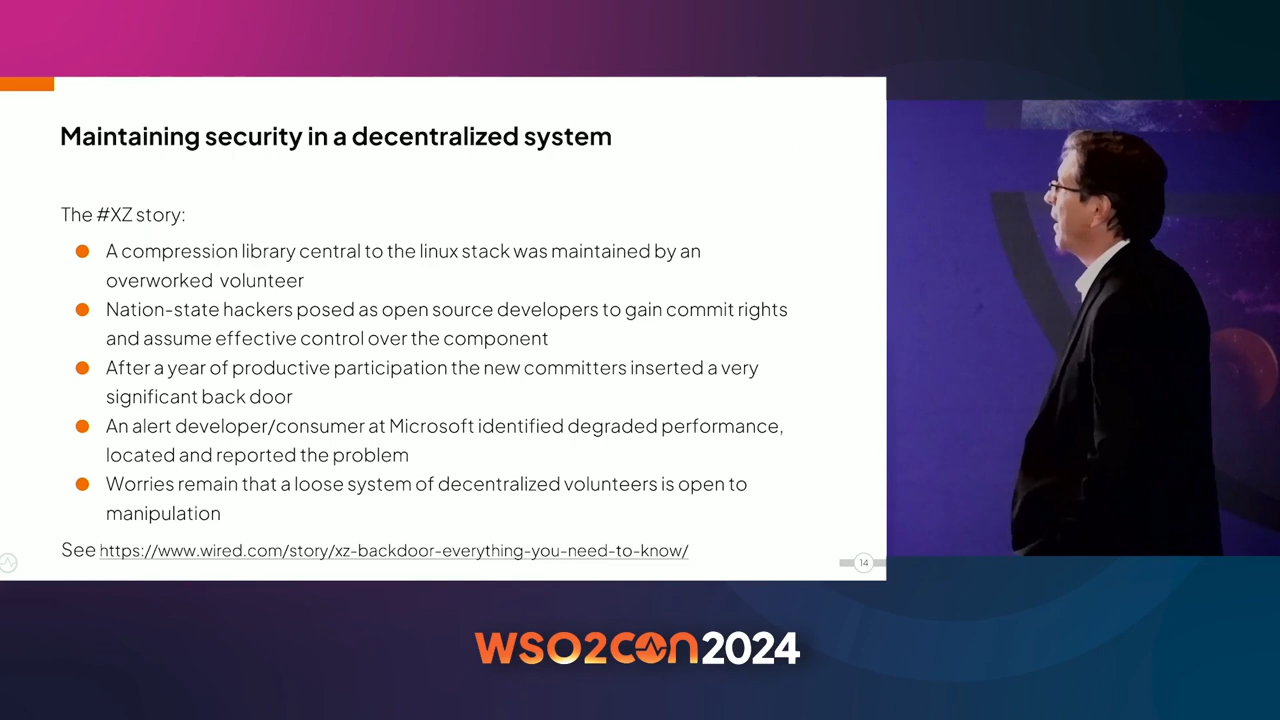 Maintaining security in a decentralized system
The #XZ story:
A compression library central to the linux stack was maintained by an
overworked volunteer
Nation-state hackers posed as open source developers to gain commit rights
and assume effective control over the component
After a year of productive participation the new committers inserted a very
significant back door
An alert developer/consumer at Microsoft identified degraded performance,
located and reported the problem
Worries remain that a loose system of decentralized volunteers is open to
manipulation
See https://www.wired.com/story/xz-backdoor-everything-you-need-to-know/
14
WSO2CON2024